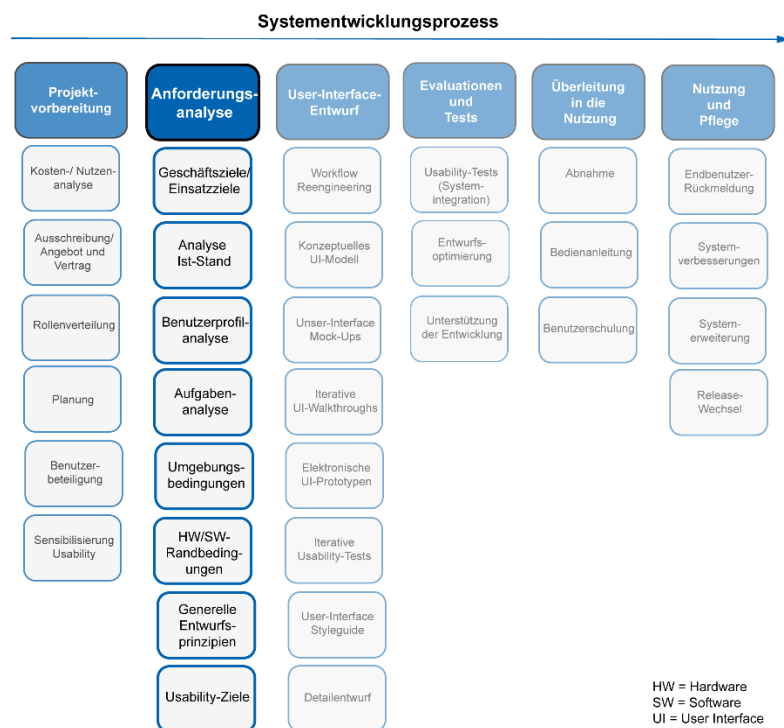 Systementwicklungsprozess
Projekt-
vorbereitung
Kosten-/ Nutzen-
analyse
Ausschreibung/
Angebot und
Vertrag
Rollenverteilung
Planung
Benutzer-
beteiligung
Sensibilisierung
Usability
Anforderungs-
analyse
Geschäftsziele/
Einsatzziele
Analyse
Ist-Stand
Benutzerprofil-
analyse
Aufgaben-
analyse
Umgebungs-
bedingungen
HW/SW-
Randbeding-
ungen
Generelle
Entwurfs-
prinzipien
Usability-Ziele
User-Interface-
Entwurf
Workflow
Reengineering
Konzeptuelles
UI-Modell
Unser-Interface
Mock-Ups
Iterative
UI-Walkthroughs
Elektronische
UI-Prototypen
Iterative
Usability-Tests
User-Interface
Styleguide
Detailentwurf
Evaluationen
und
Tests
Usability-Tests
(System-
integration)
Entwurfs-
optimierung
Unterstützung
der Entwicklung
Überleitung
in die
Nutzung
Abnahme
Bedienanleitung
Benutzerschulung
Nutzung
und
Pflege
Endbenutzer-
Rückmeldung
System-
verbesserungen
System-
erweiterung
Release-
Wechsel
HW = Hardware
SW = Software
UI = User Interface